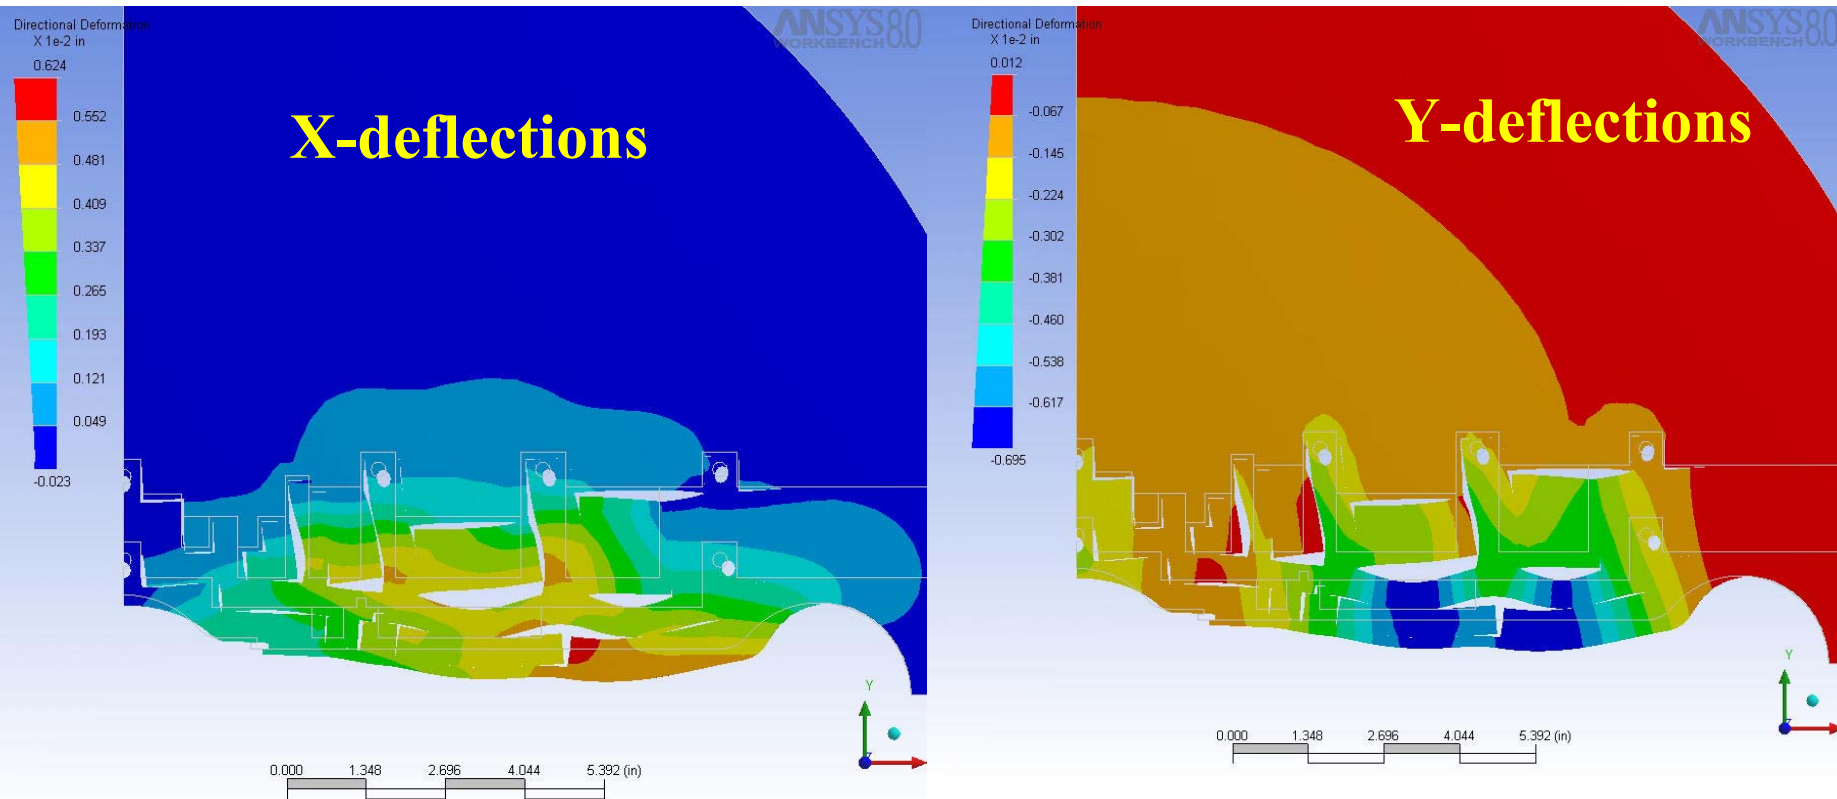 Directional Deformation
X 1e-2 in
0.624
0.552
0.481
0.409
0.337
0.265
0.193
0.121
0.049
-0.023
ANSYS 8.0
WORKBENCH
X-deflections
Y
Z
0.000 1.348 2.696 4.044 5.392 (in)
Directional Deformation
X 1e-2 in
0.012
-0.067
-0.145
-0.224
-0.302
-0.381
-0.460
-0.538
-0.617
-0.695
ANSYS 8.0
WORKBENCH
Y-deflections
Y
Z
0.000 1.348 2.696 4.044 5.392 (in)